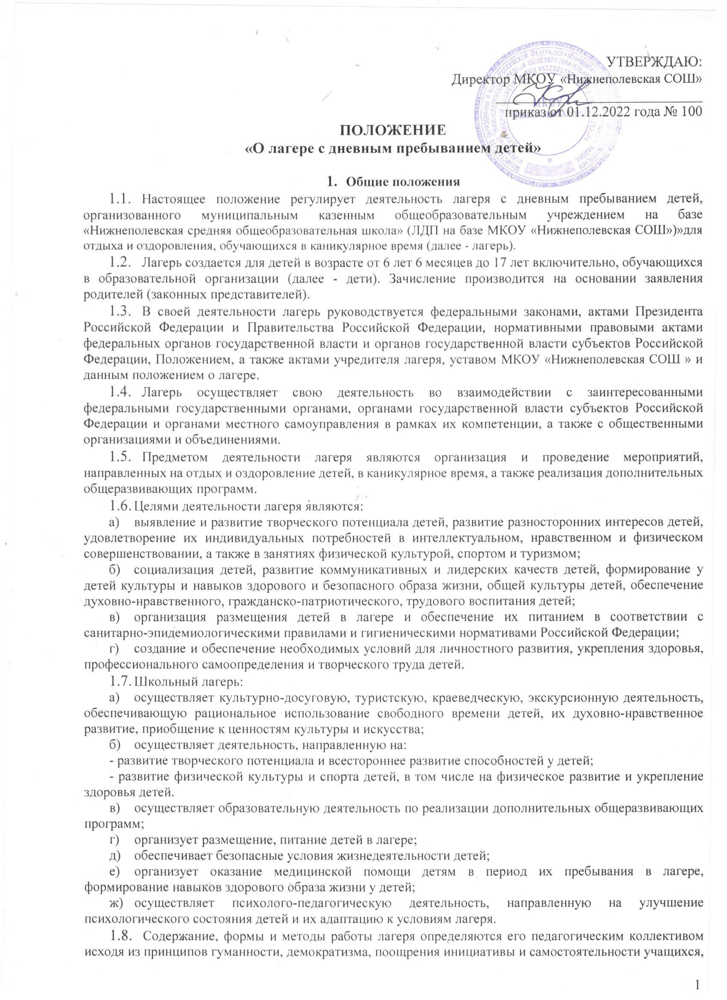 УТВЕРЖДАЮ:
Директор МКОУ «Нижнеполевская СОШ»
приказ от 01.12.2022 года № 100
МКОУ
ПОЛОЖЕНИЕ
«О лагере с дневным пребыванием детей»
1. Общие положения
1.1. Настоящее положение регулирует деятельность лагеря с дневным пребыванием детей,
организованного муниципальным казенным общеобразовательным учреждением на базе
«Нижнеполевская средняя общеобразовательная школа» (ЛДП на базе МКОУ «Нижнеполевская СОШ»)»для
отдыха и оздоровления, обучающихся в каникулярное время (далее - лагерь).
1.2. Лагерь создается для детей в возрасте от 6 лет 6 месяцев до 17 лет включительно, обучающихся
в образовательной организации (далее - дети). Зачисление производится на основании заявления
родителей (законных представителей).
1.3. В своей деятельности лагерь руководствуется федеральными законами, актами Президента
Российской Федерации и Правительства Российской Федерации, нормативными правовыми актами
федеральных органов государственной власти и органов государственной власти субъектов Российской
Федерации, Положением, а также актами учредителя лагеря, уставом МКОУ «Нижнеполевская СОШ » и
данным положением о лагере.
1.4. Лагерь осуществляет свою деятельность во взаимодействии с заинтересованными
федеральными государственными органами, органами государственной власти субъектов Российской
Федерации и органами местного самоуправления в рамках их компетенции, а также с общественными
организациями и объединениями.
1.5. Предметом деятельности лагеря являются организация и проведение мероприятий,
направленных на отдых и оздоровление детей, в каникулярное время, а также реализация дополнительных
общеразвивающих программ.
1.6. Целями деятельности лагеря являются:
а) выявление и развитие творческого потенциала детей, развитие разносторонних интересов детей,
удовлетворение их индивидуальных потребностей в интеллектуальном, нравственном и физическом
совершенствовании, а также в занятиях физической культурой, спортом и туризмом;
б) социализация детей, развитие коммуникативных и лидерских качеств детей, формирование у
детей культуры и навыков здорового и безопасного образа жизни, общей культуры детей, обеспечение
духовно-нравственного, гражданско-патриотического, трудового воспитания детей;
в) организация размещения детей в лагере и обеспечение их питанием в соответствии с
санитарно-эпидемиологическими правилами и гигиеническими нормативами Российской Федерации;
г) создание и обеспечение необходимых условий для личностного развития, укрепления здоровья,
профессионального самоопределения и творческого труда детей.
1.7. Школьный лагерь:
а) осуществляет культурно-досуговую, туристскую, краеведческую, экскурсионную деятельность,
обеспечивающую рациональное использование свободного времени детей, их духовно-нравственное
развитие, приобщение к ценностям культуры и искусства;
б) осуществляет деятельность, направленную на:
- развитие творческого потенциала и всестороннее развитие способностей у детей;
- развитие физической культуры и спорта детей, в том числе на физическое развитие и укрепление
здоровья детей.
в) осуществляет образовательную деятельность по реализации дополнительных общеразвивающих
программ;
г) организует размещение, питание детей в лагере;
д) обеспечивает безопасные условия жизнедеятельности детей;
е) организует оказание медицинской помощи детям в период их пребывания в лагере,
формирование навыков здорового образа жизни у детей;
ж) осуществляет психолого-педагогическую деятельность, направленную на улучшение
психологического состояния детей и их адаптацию к условиям лагеря.
1.8. Содержание, формы и методы работы лагеря определяются его педагогическим коллективом
исходя из принципов гуманности, демократизма, поощрения инициативы и самостоятельности учащихся,
1